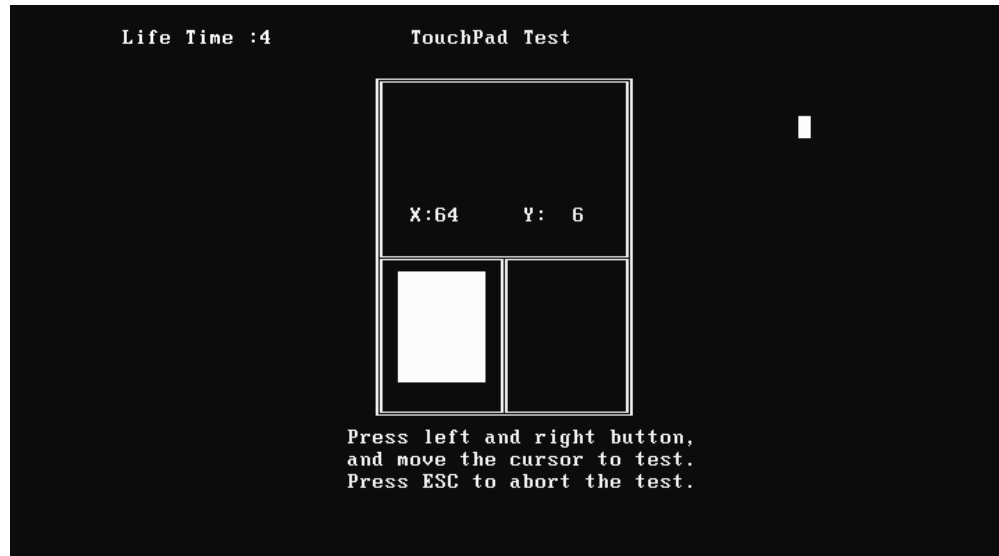 Life Time :4 TouchPad Test
X:64 Y: 6
Press left and right button,
and move the cursor to test.
Press ESC to abort the test.